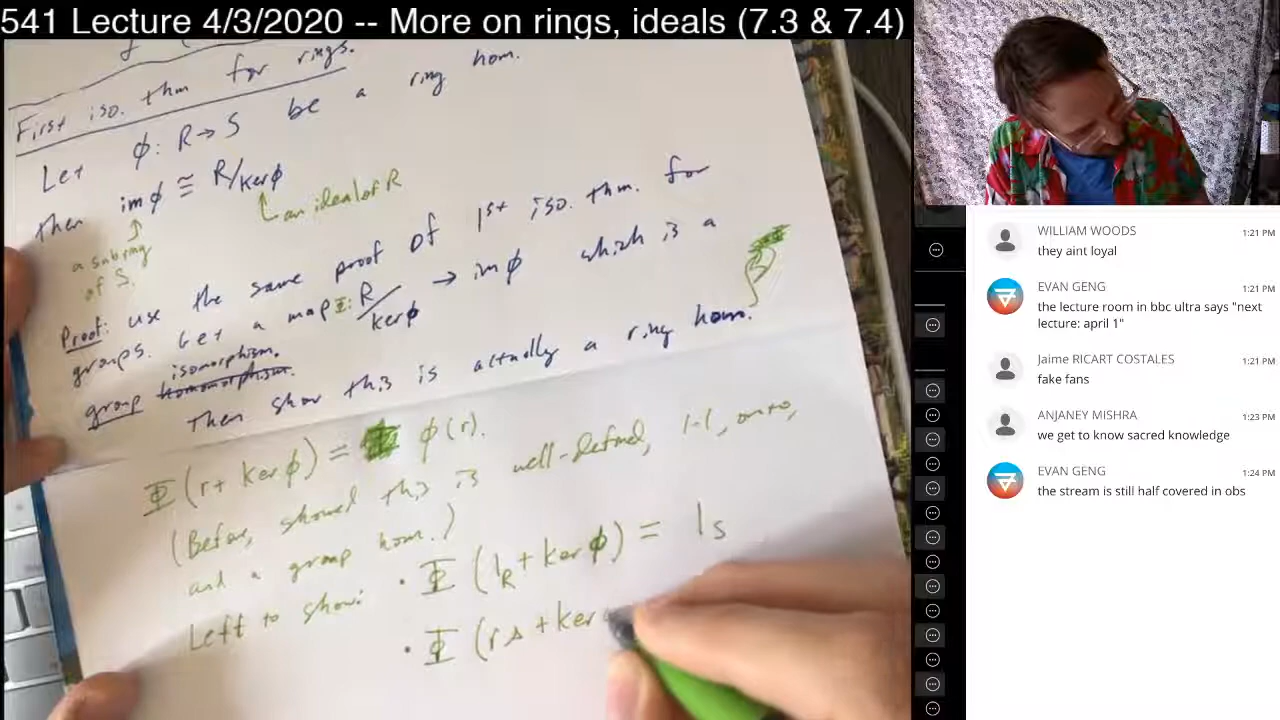 541 Lecture 4/3/2020 -- More on rings, ideals (7.3 & 7.4)
First iso. thm for rings.
Let φ: R→S be a ring hom.
then im φ ≅ R/ker φ
an ideal of R
a subring
of S.
Proof: Use the same proof of 1st iso. thm. for
groups. Get a map Φ: R/ker φ → im φ which is a
group isomorphism.
homomorphism.
Then show this is actually a ring hom.
Φ(r + ker φ) = φ(r).
(Before, showed this is well-defined, 1-1, onto,
and a group hom.)
Left to show: • Φ(1_R + ker φ) = 1_S
• Φ(rs + ker
WILLIAM WOODS 1:21 PM
they aint loyal
EVAN GENG 1:21 PM
the lecture room in bbc ultra says "next
lecture: april 1"
Jaime RICART COSTALES 1:21 PM
fake fans
ANJANEY MISHRA 1:23 PM
we get to know sacred knowledge
EVAN GENG 1:24 PM
the stream is still half covered in obs